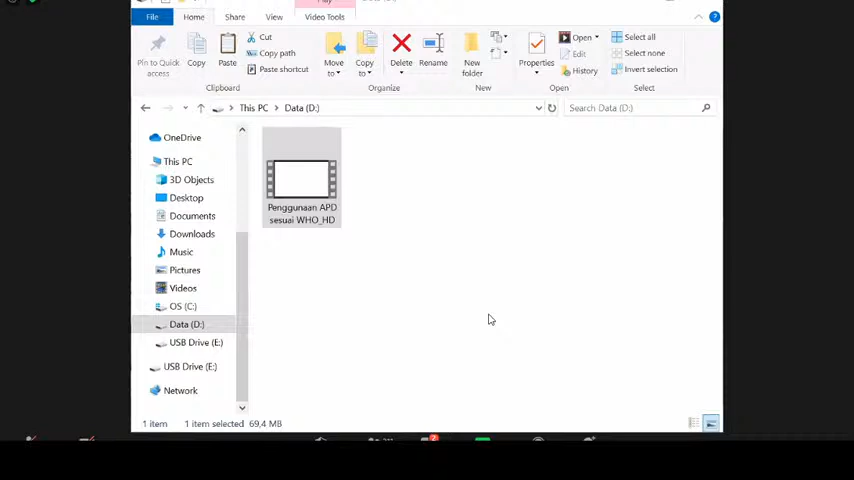 File
Home
Share
View
Video Tools
Pin to Quick
access
Copy
Paste
Cut
Copy path
Paste shortcut
Clipboard
Move
to
Copy
to
Delete
Rename
Organize
New
folder
New
Properties
Open
Edit
History
Open
Select all
Select none
Invert selection
Select
This PC
Data (D:)
Search Data (D:)
OneDrive
This PC
3D Objects
Desktop
Documents
Downloads
Music
Pictures
Videos
OS (C:)
Data (D:)
USB Drive (E:)
USB Drive (E:)
Network
Penggunaan APD
sesuai WHO_HD
1 item
1 item selected
69,4 MB